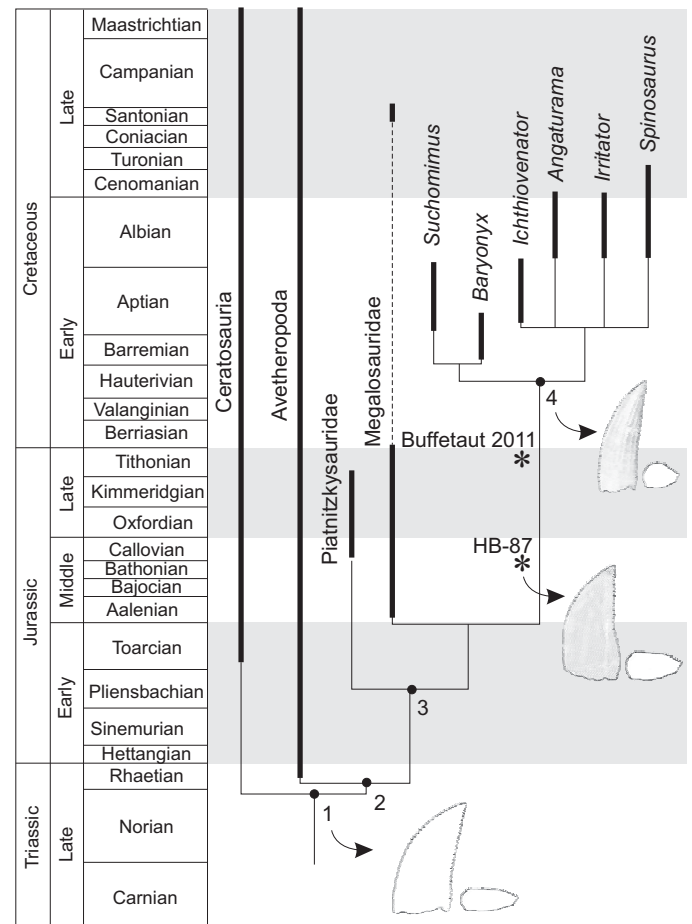 Cretaceous
Late
Maastrichtian
Campanian
Santonian
Coniacian
Turonian
Cenomanian
Early
Albian
Aptian
Barremian
Hauterivian
Valanginian
Berriasian
Jurassic
Late
Tithonian
Kimmeridgian
Oxfordian
Middle
Callovian
Bathonian
Bajocian
Aalenian
Early
Toarcian
Pliensbachian
Sinemurian
Hettangian
Triassic
Late
Rhaetian
Norian
Carnian
Ceratosauria
Avetheropoda
Piatnitzkysauridae
Megalosauridae
Suchomimus
Baryonyx
Ichthiovenator
Angaturama
Irritator
Spinosaurus
4
Buffetaut 2011
*
HB-87
*
3
2
1